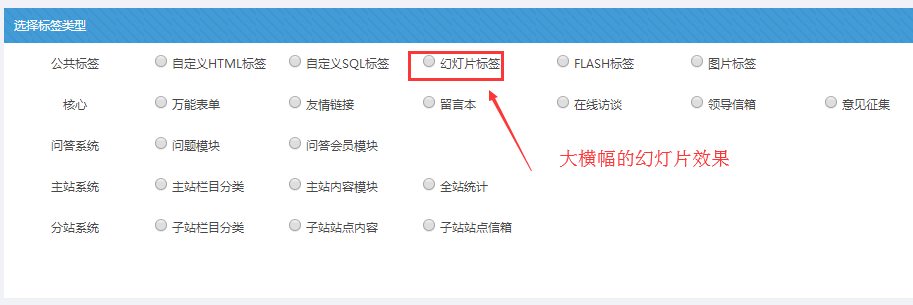 选择标签类型
公共标签 自定义HTML标签 自定义SQL标签 幻灯片标签 FLASH标签 图片标签
核心 万能表单 友情链接 留言本 在线访谈 领导信箱 意见征集
问答系统 问题模块 问答会员模块
大横幅的幻灯片效果
主站系统 主站栏目分类 主站内容模块 全站统计
分站系统 子站栏目分类 子站站点内容 子站站点信箱